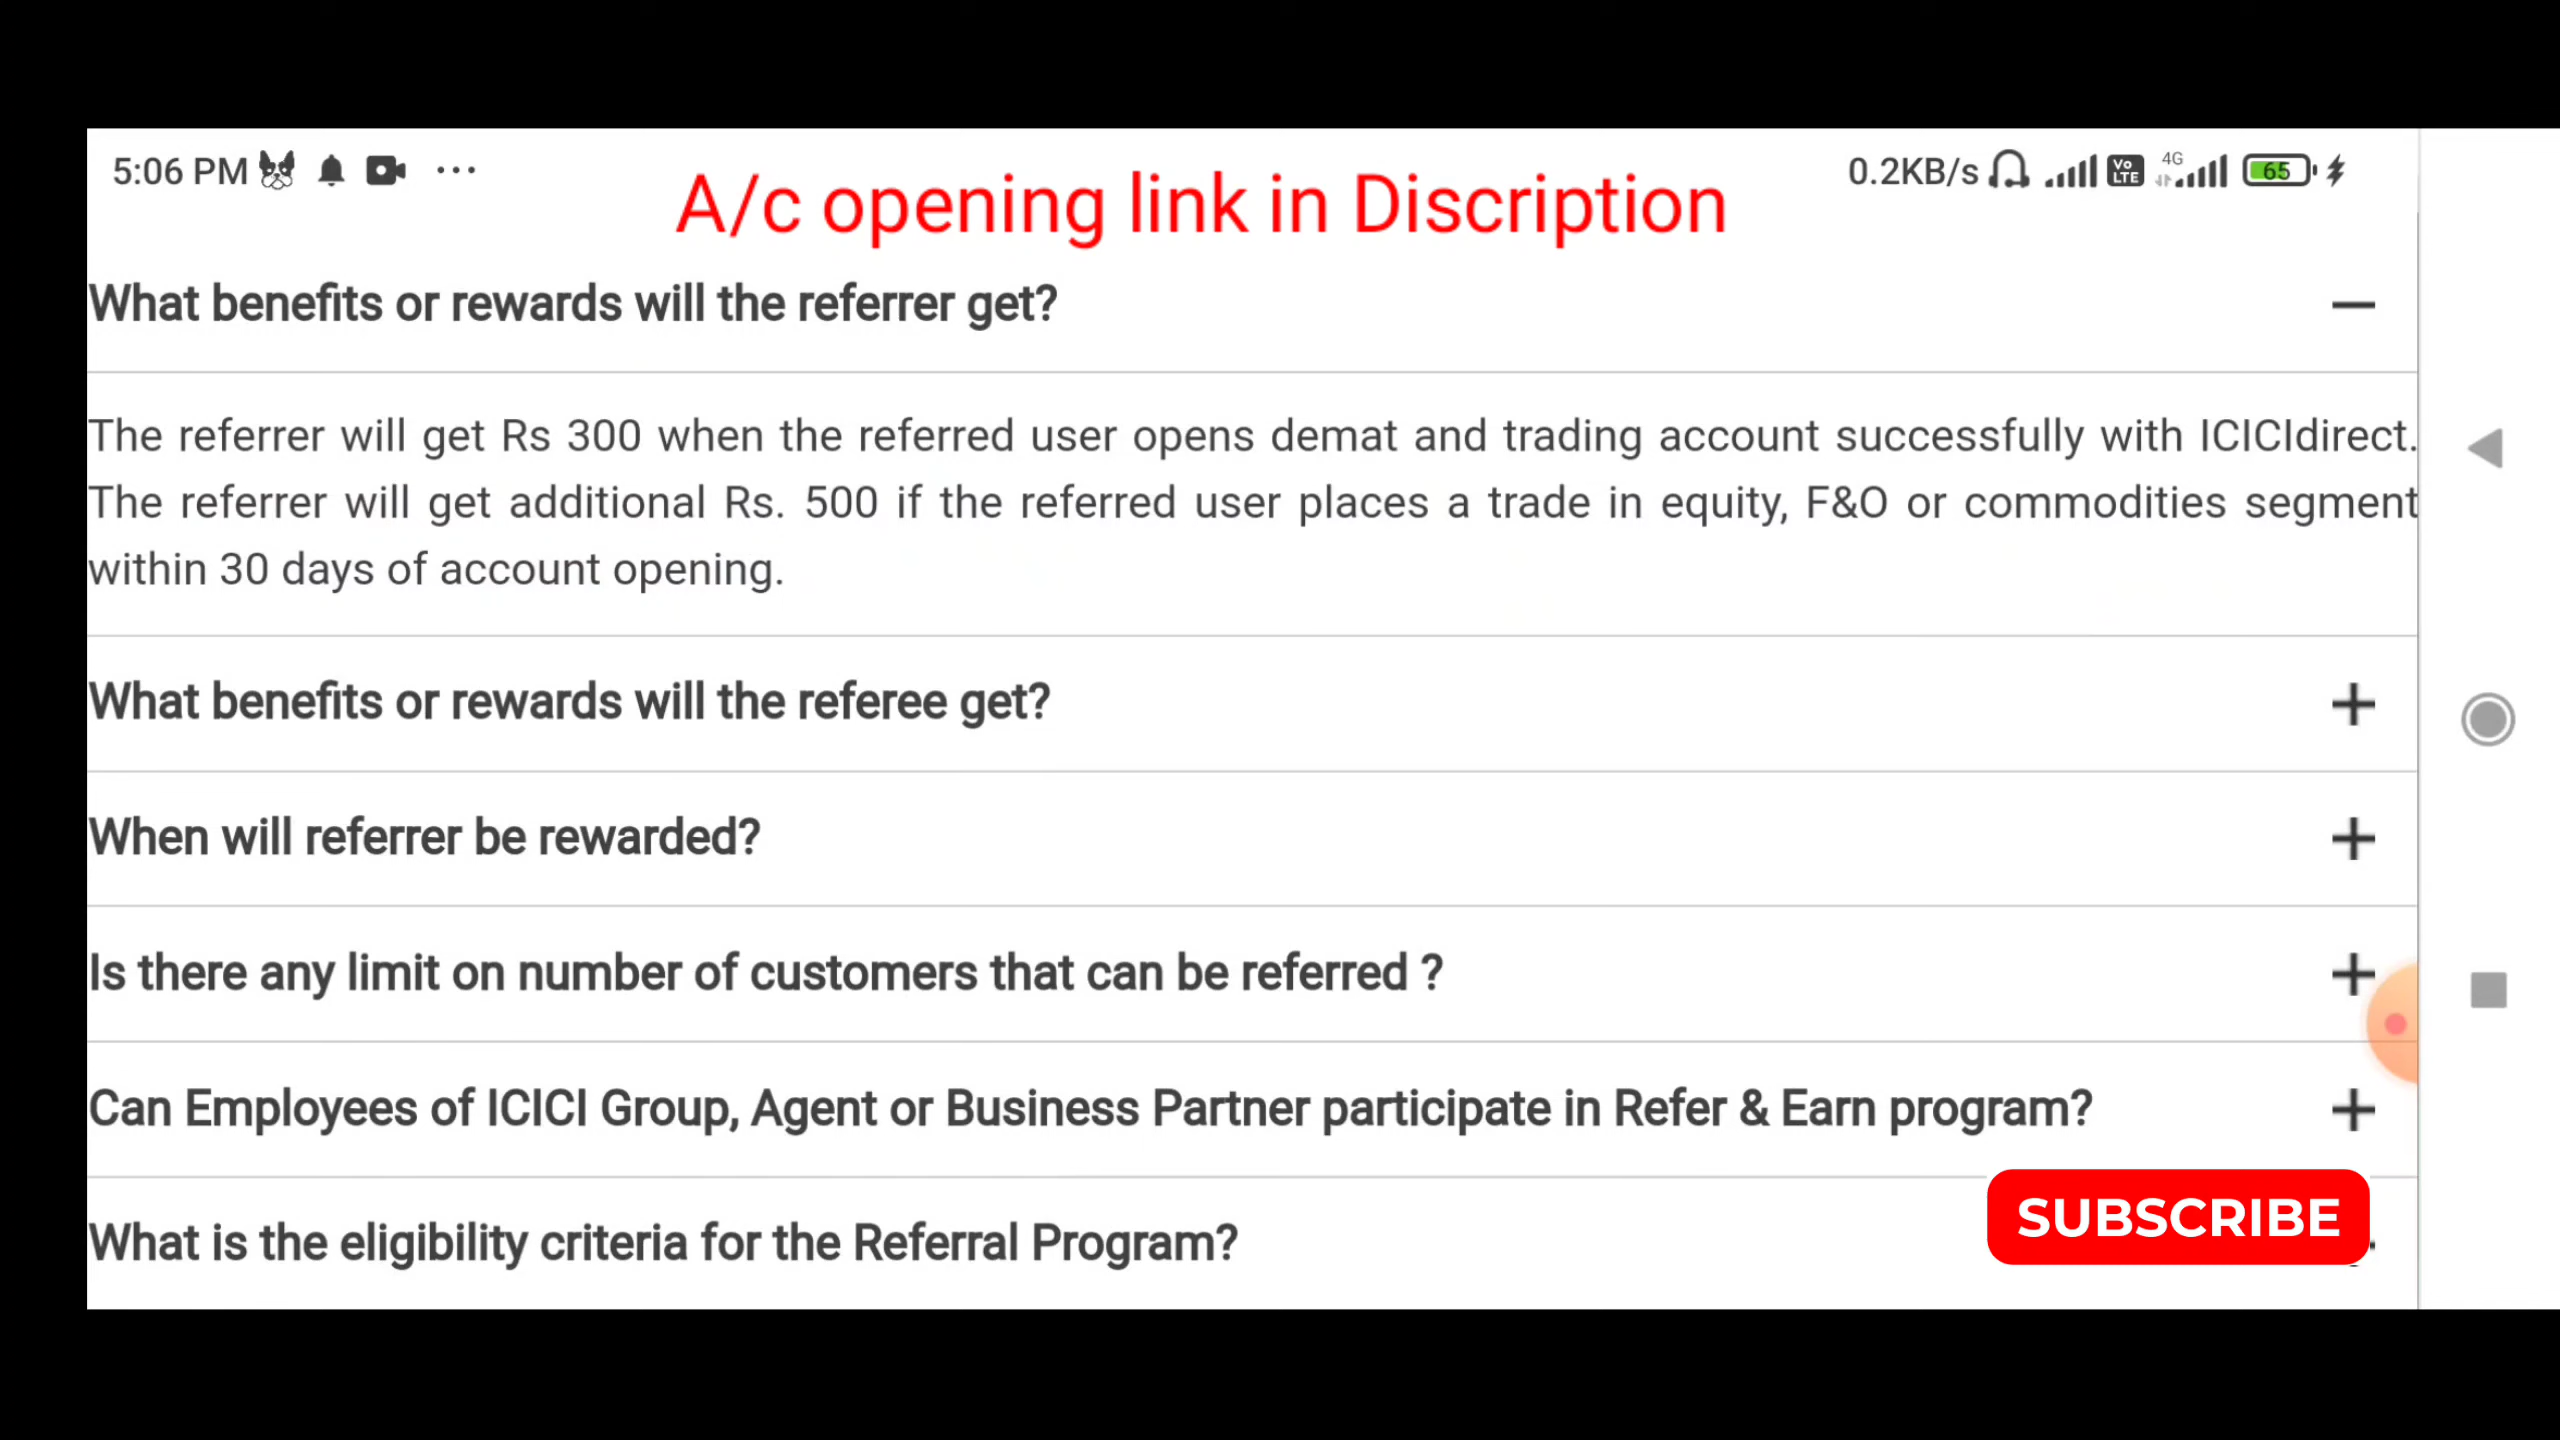 5:06 PM
0.2KB/s
Vo LTE
4G
65
A/c opening link in Discription
What benefits or rewards will the referrer get?
The referrer will get Rs 300 when the referred user opens demat and trading account successfully with ICICIdirect.
The referrer will get additional Rs. 500 if the referred user places a trade in equity, F&O or commodities segment
within 30 days of account opening.
What benefits or rewards will the referee get?
When will referrer be rewarded?
Is there any limit on number of customers that can be referred ?
Can Employees of ICICI Group, Agent or Business Partner participate in Refer & Earn program?
What is the eligibility criteria for the Referral Program?
SUBSCRIBE